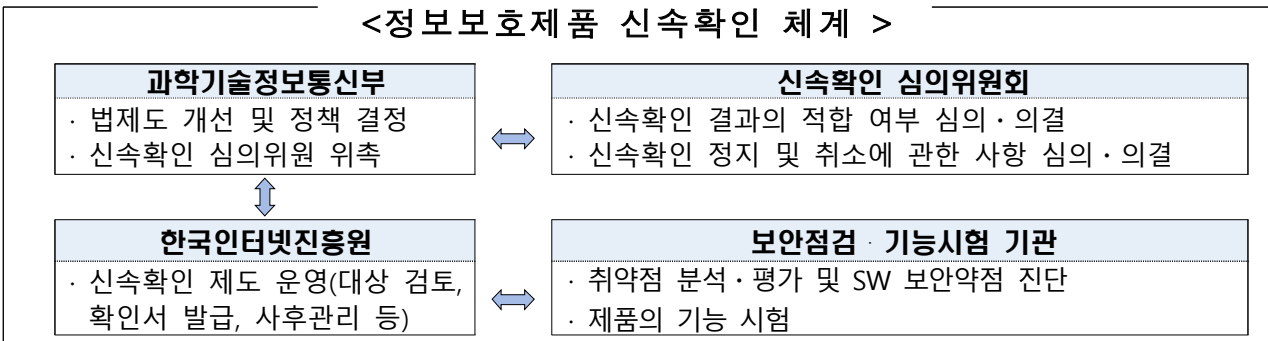 <정보보호제품 신속확인 체계 >
과학기술정보통신부
· 법제도 개선 및 정책 결정
· 신속확인 심의위원 위촉
신속확인 심의위원회
· 신속확인 결과의 적합 여부 심의・의결
· 신속확인 정지 및 취소에 관한 사항 심의・의결
한국인터넷진흥원
· 신속확인 제도 운영(대상 검토,
확인서 발급, 사후관리 등)
보안점검 · 기능시험 기관
· 취약점 분석・평가 및 SW 보안약점 진단
· 제품의 기능 시험